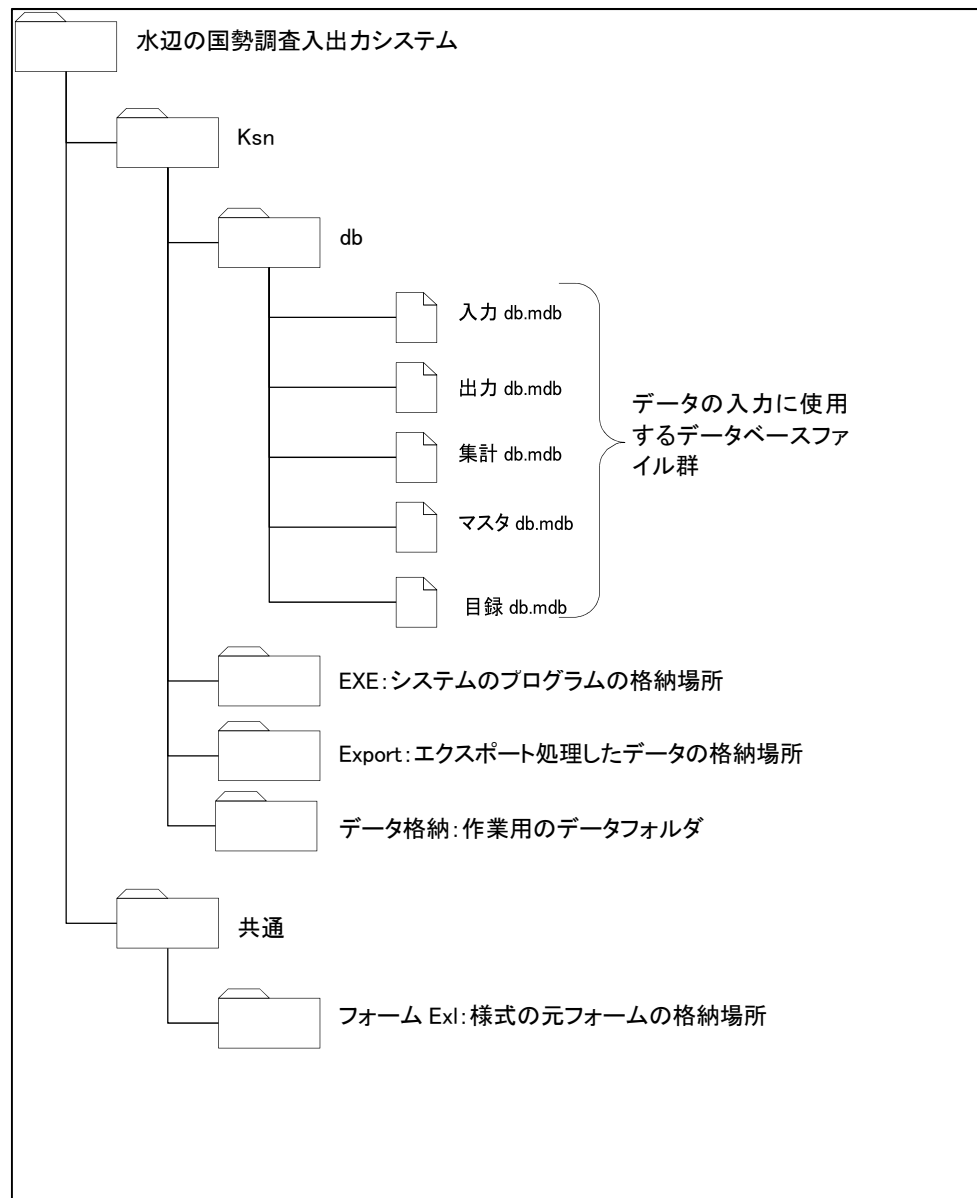 水辺の国勢調査入出力システム
Ksn
db
入力 db.mdb
出力 db.mdb
集計 db.mdb
マスタ db.mdb
目録 db.mdb
データの入力に使用
するデータベースファ
イル群
EXE：システムのプログラムの格納場所
Export：エクスポート処理したデータの格納場所
データ格納：作業用のデータフォルダ
共通
フォーム Exl：様式の元フォームの格納場所